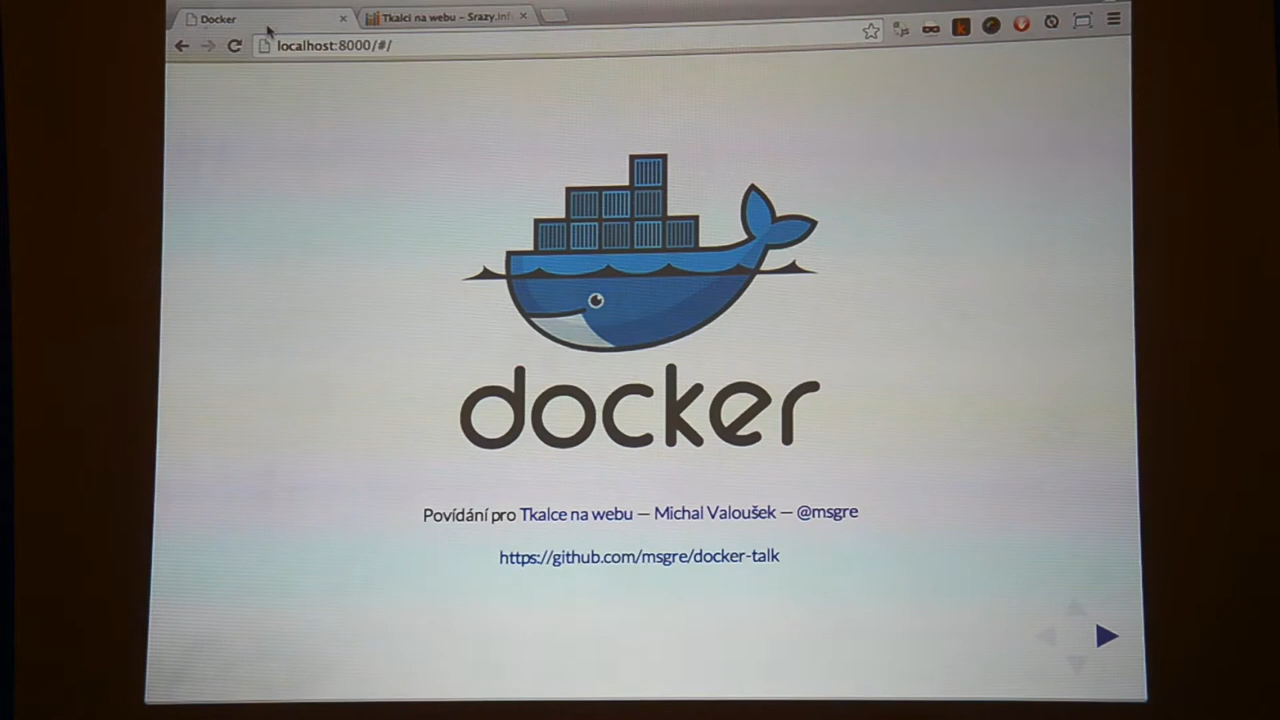 Docker
Tkalci na webu – Srazy.inf
localhost:8000/#/
docker
Povídání pro Tkalce na webu — Michal Valoušek — @msgre
https://github.com/msgre/docker-talk